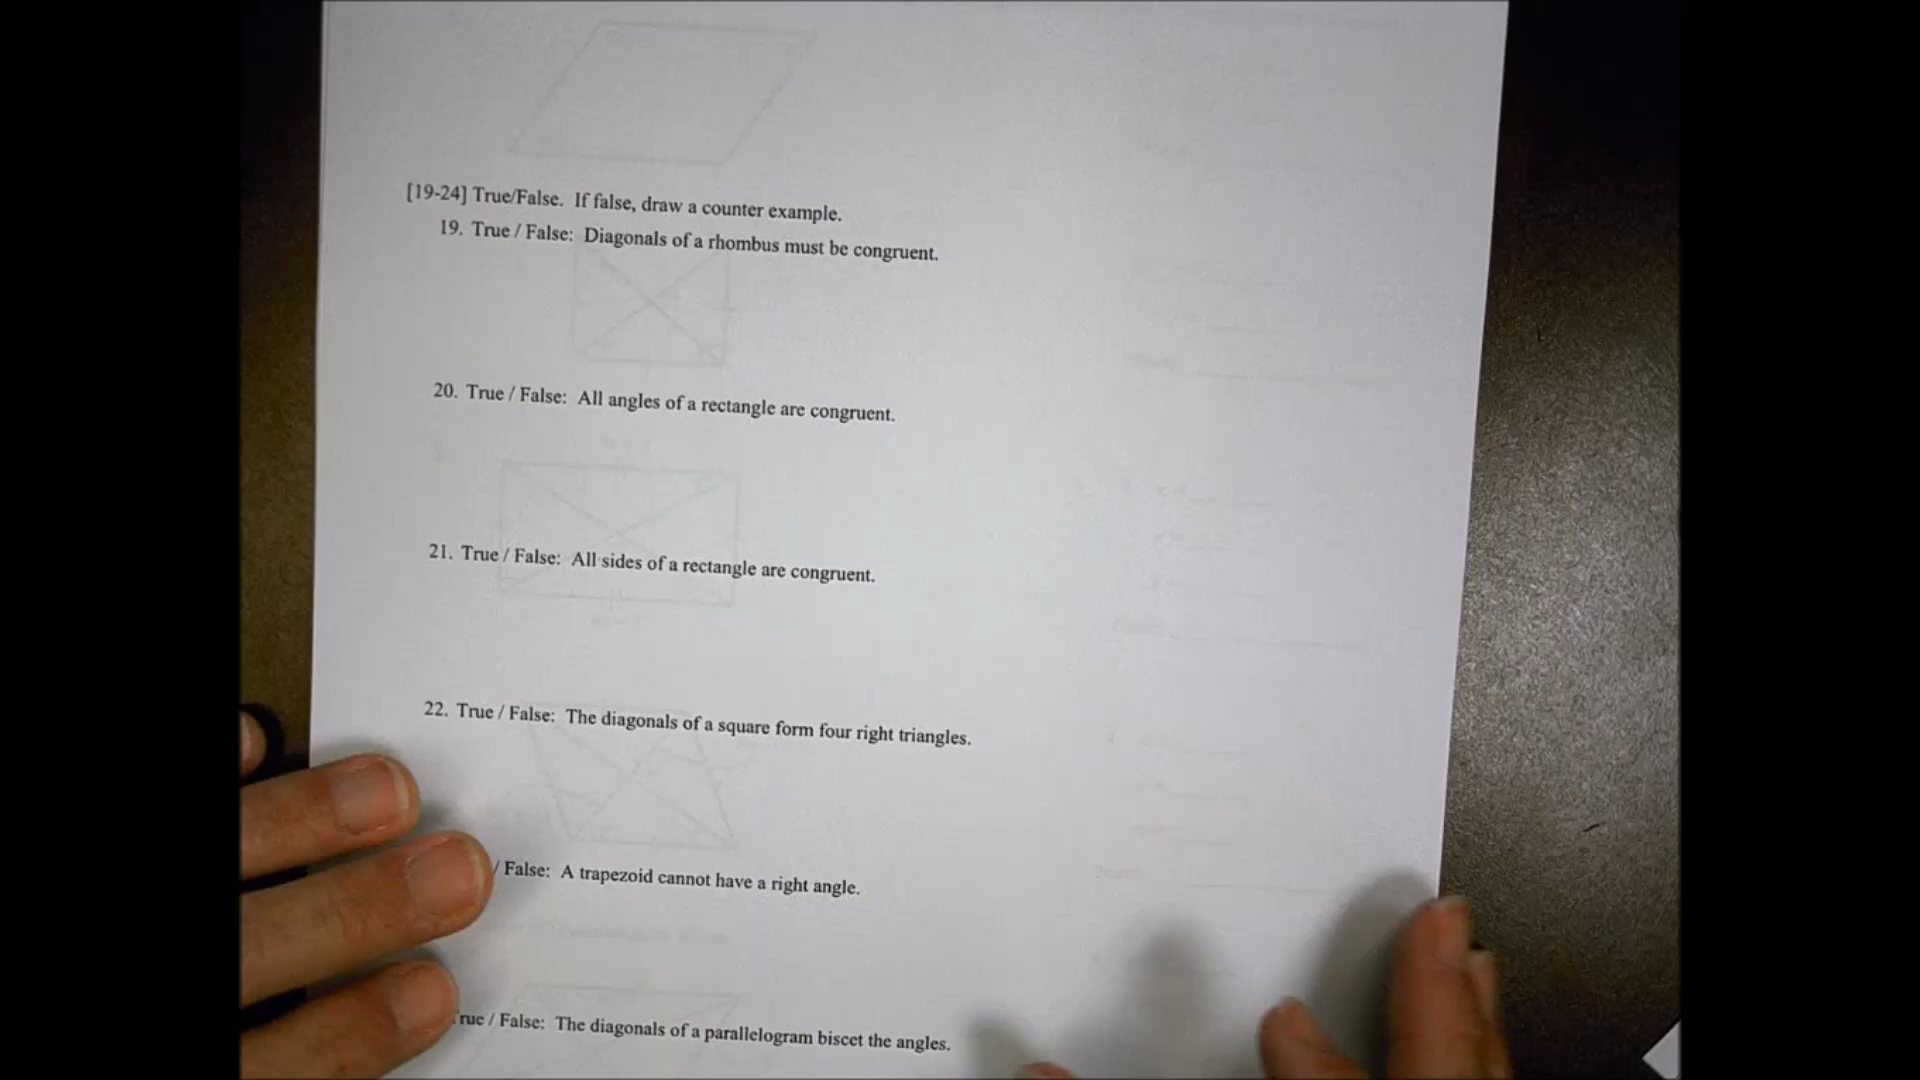 [19-24] True/False. If false, draw a counter example.
19. True / False: Diagonals of a rhombus must be congruent.
20. True / False: All angles of a rectangle are congruent.
21. True / False: All sides of a rectangle are congruent.
22. True / False: The diagonals of a square form four right triangles.
/ False: A trapezoid cannot have a right angle.
True / False: The diagonals of a parallelogram biscet the angles.